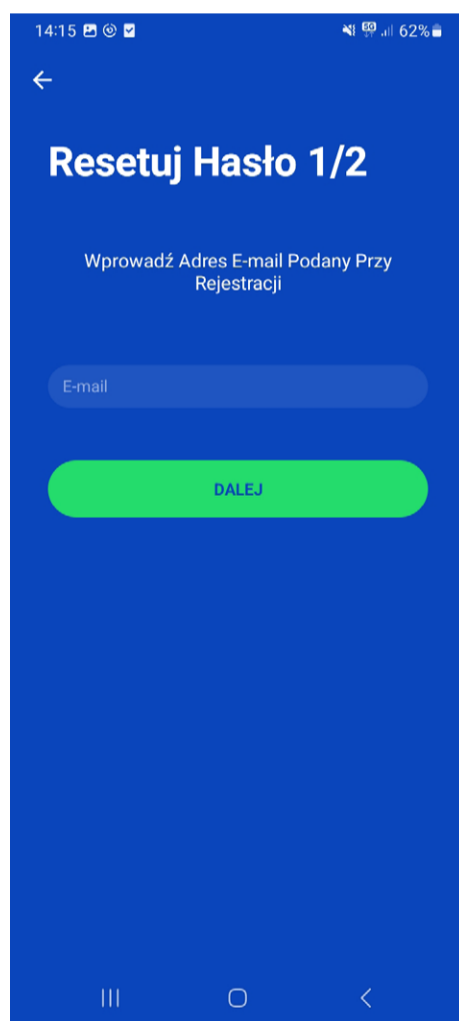 14:15 62%
Resetuj Hasło 1/2
Wprowadź Adres E-mail Podany Przy
Rejestracji
E-mail
DALEJ